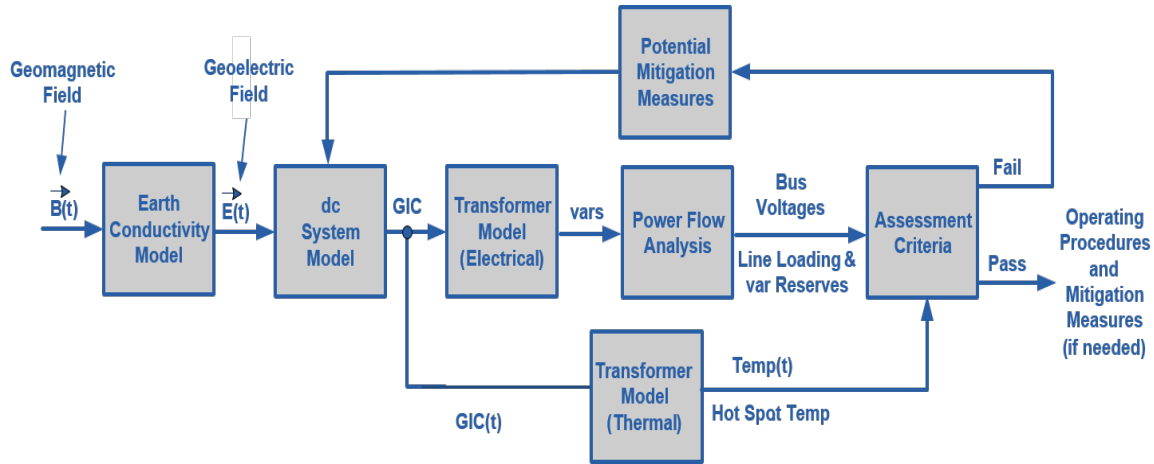 Geomagnetic
Field
Geoelectric
Field
Potential
Mitigation
Measures
B(t)
Earth
Conductivity
Model
E(t)
dc
System
Model
GIC
Transformer
Model
(Electrical)
vars
Power Flow
Analysis
Bus
Voltages
Line Loading &
var Reserves
Assessment
Criteria
Fail
Pass
Operating
Procedures
and
Mitigation
Measures
(if needed)
GIC(t)
Transformer
Model
(Thermal)
Temp(t)
Hot Spot Temp